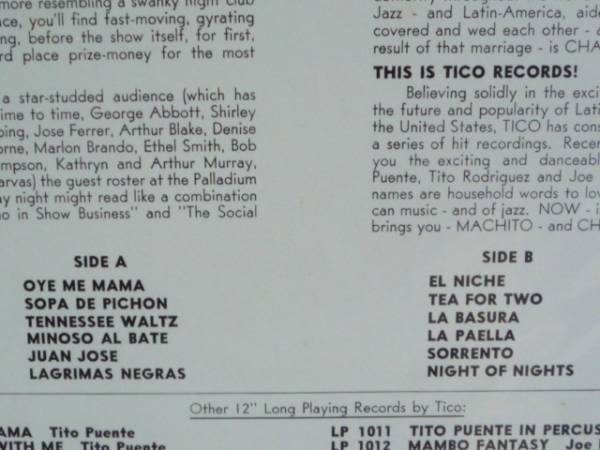 more resembling a swanky night club
ce, you'll find fast-moving, gyrating
ng, before the show itself, for first,
rd place prize-money for the most
a star-studded audience (which has
ime to time, George Abbott, Shirley
ping, Jose Ferrer, Arthur Blake, Denise
orne, Marlon Brando, Ethel Smith, Bob
mpson, Kathryn and Arthur Murray,
arvas) the guest roster at the Palladium
ay night might read like a combination
o in Show Business" and "The Social
Jazz - and Latin-America, aide
covered and wed each other -
result of that marriage - is CHA
THIS IS TICO RECORDS!
Believing solidly in the exci
the future and popularity of Lati
the United States, TICO has cons
a series of hit recordings. Recen
you the exciting and danceabl
Puente, Tito Rodriguez and Joe
names are household words to lov
can music - and of jazz. NOW - i
brings you - MACHITO - and CH
SIDE A
OYE ME MAMA
SOPA DE PICHON
TENNESSEE WALTZ
MINOSO AL BATE
JUAN JOSE
LAGRIMAS NEGRAS
SIDE B
EL NICHE
TEA FOR TWO
LA BASURA
LA PAELLA
SORRENTO
NIGHT OF NIGHTS
Other 12" Long Playing Records by Tico:
AMA Tito Puente
WITH ME Tito Puente
LP 1011 TITO PUENTE IN PERCUS
LP 1012 MAMBO FANTASY Joe